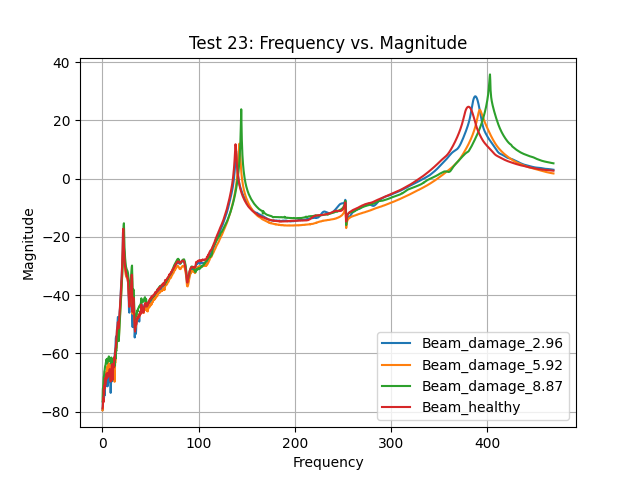 Test 23: Frequency vs. Magnitude
40
20
0
−20
−40
−60
−80
Magnitude
0
100
200
300
400
Frequency
Beam_damage_2.96
Beam_damage_5.92
Beam_damage_8.87
Beam_healthy